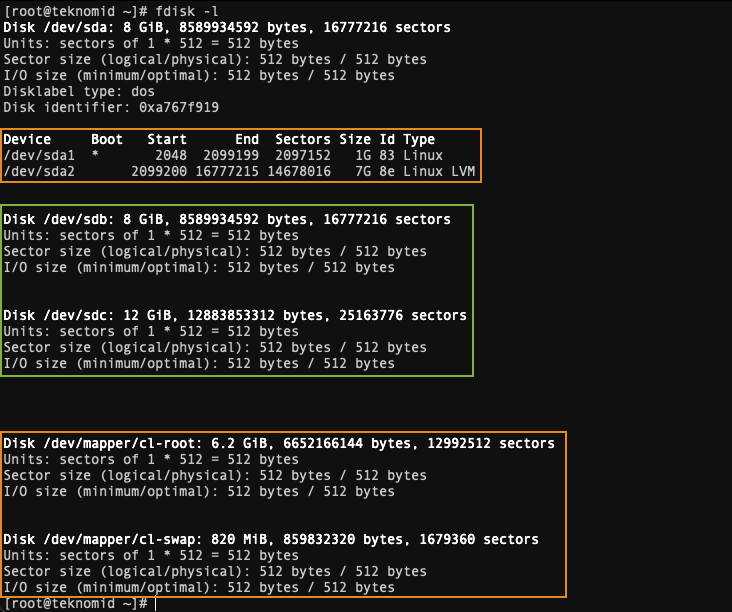 [root@teknomid ~]# fdisk -l
Disk /dev/sda: 8 GiB, 8589934592 bytes, 16777216 sectors
Units: sectors of 1 * 512 = 512 bytes
Sector size (logical/physical): 512 bytes / 512 bytes
I/O size (minimum/optimal): 512 bytes / 512 bytes
Disklabel type: dos
Disk identifier: 0xa767f919
Device     Boot   Start      End  Sectors Size Id Type
/dev/sda1  *       2048  2099199  2097152   1G 83 Linux
/dev/sda2       2099200 16777215 14678016   7G 8e Linux LVM
Disk /dev/sdb: 8 GiB, 8589934592 bytes, 16777216 sectors
Units: sectors of 1 * 512 = 512 bytes
Sector size (logical/physical): 512 bytes / 512 bytes
I/O size (minimum/optimal): 512 bytes / 512 bytes
Disk /dev/sdc: 12 GiB, 12883853312 bytes, 25163776 sectors
Units: sectors of 1 * 512 = 512 bytes
Sector size (logical/physical): 512 bytes / 512 bytes
I/O size (minimum/optimal): 512 bytes / 512 bytes
Disk /dev/mapper/cl-root: 6.2 GiB, 6652166144 bytes, 12992512 sectors
Units: sectors of 1 * 512 = 512 bytes
Sector size (logical/physical): 512 bytes / 512 bytes
I/O size (minimum/optimal): 512 bytes / 512 bytes
Disk /dev/mapper/cl-swap: 820 MiB, 859832320 bytes, 1679360 sectors
Units: sectors of 1 * 512 = 512 bytes
Sector size (logical/physical): 512 bytes / 512 bytes
I/O size (minimum/optimal): 512 bytes / 512 bytes
[root@teknomid ~]#